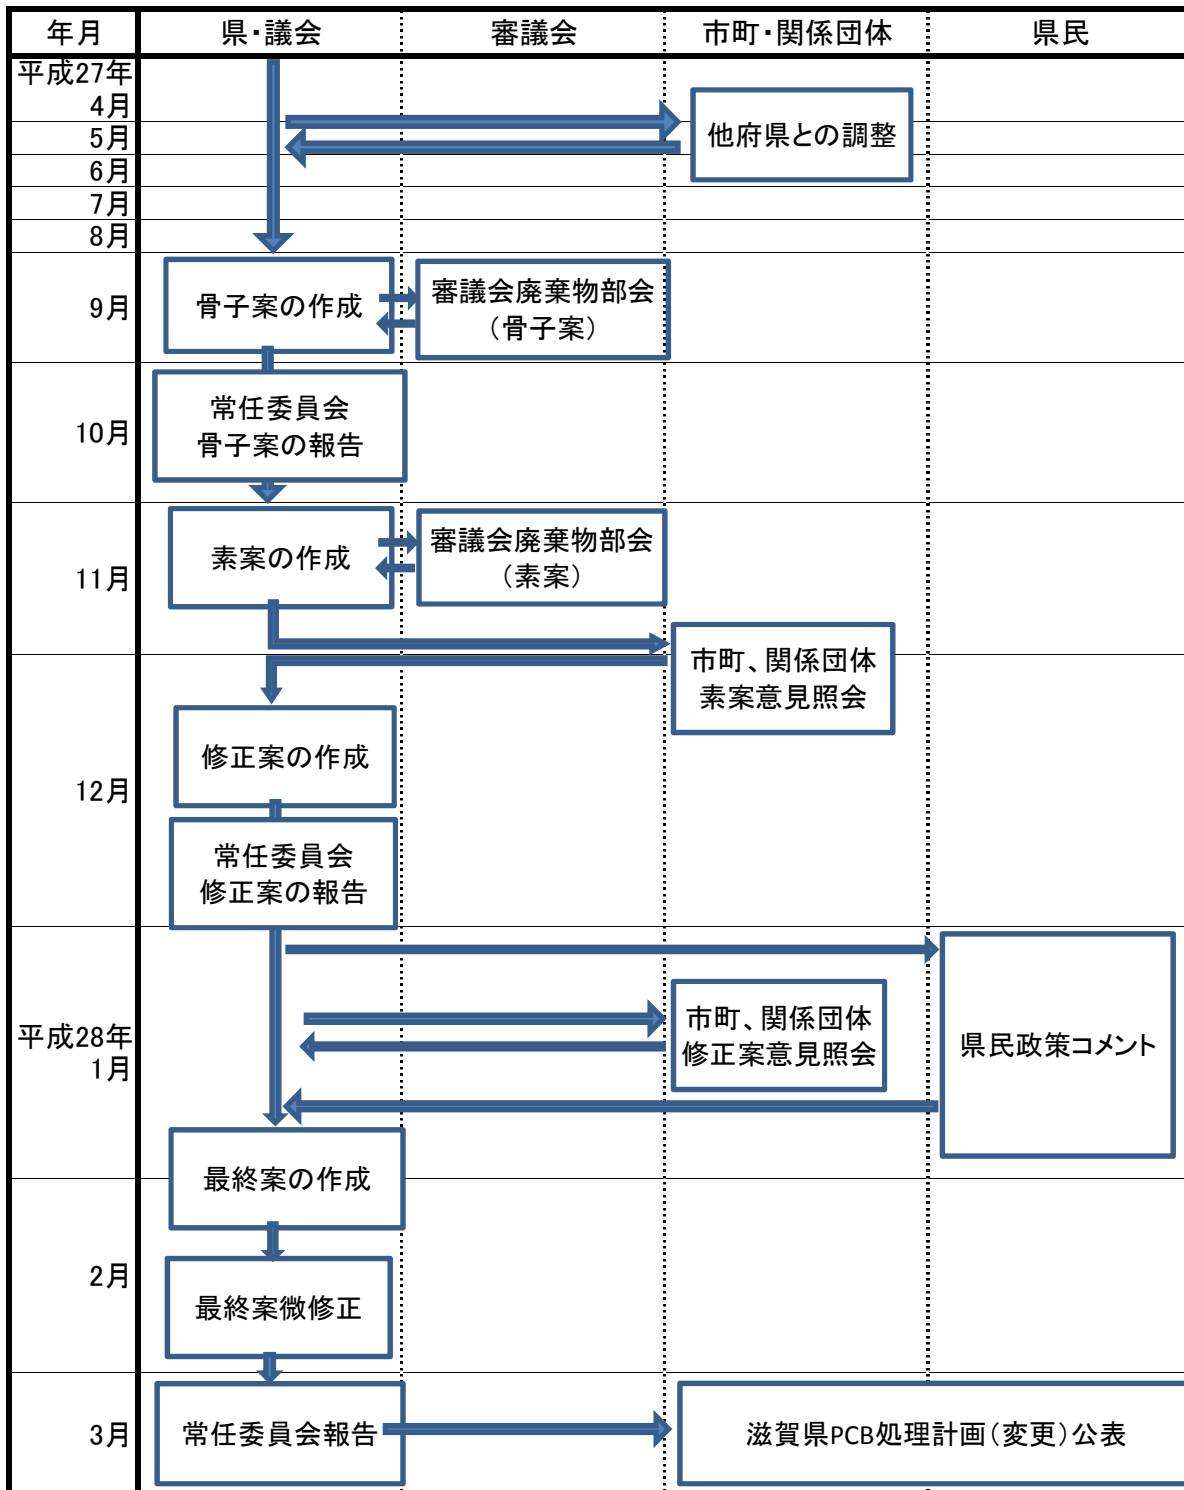 年月
県・議会
審議会
市町・関係団体
県民
平成27年
4月
5月
他府県との調整
6月
7月
8月
9月
骨子案の作成
審議会廃棄物部会
（骨子案）
10月
常任委員会
骨子案の報告
11月
素案の作成
審議会廃棄物部会
（素案）
市町、関係団体
素案意見照会
12月
修正案の作成
常任委員会
修正案の報告
平成28年
1月
市町、関係団体
修正案意見照会
県民政策コメント
最終案の作成
2月
最終案微修正
3月
常任委員会報告
滋賀県PCB処理計画（変更）公表